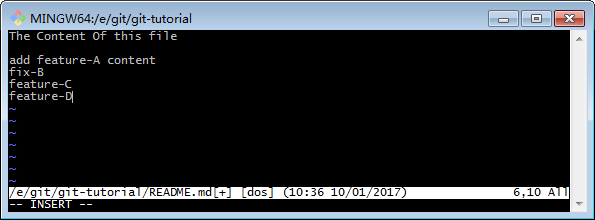 MINGW64:/e/git/git-tutorial
The Content Of this file
add feature-A content
fix-B
feature-C
feature-D
~
~
~
~
~
/e/git/git-tutorial/README.md[+] [dos] (10:36 10/01/2017) 6,10 All
-- INSERT --